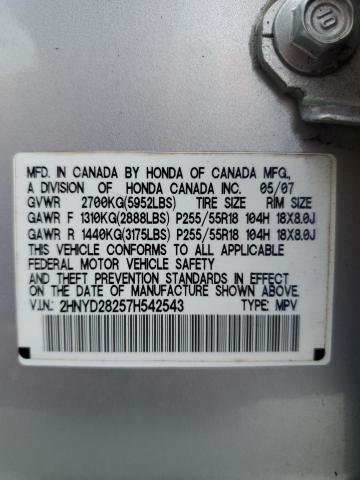 10
MFD. IN CANADA BY HONDA OF CANADA MFG.,
A DIVISION OF HONDA CANADA INC. 05/07
GVWR 2700KG(5952LBS) TIRE SIZE RIM SIZE
GAWR F 1310KG(2888LBS) P255/55R18 104H 18X8.0J
GAWR R 1440KG(3175LBS) P255/55R18 104H 18X8.0J
THIS VEHICLE CONFORMS TO ALL APPLICABLE
FEDERAL MOTOR VEHICLE SAFETY
AND THEFT PREVENTION STANDARDS IN EFFECT
ON THE DATE OF MANUFACTURE SHOWN ABOVE.
V.I.N.: 2HNYD28257H542543 TYPE: MPV